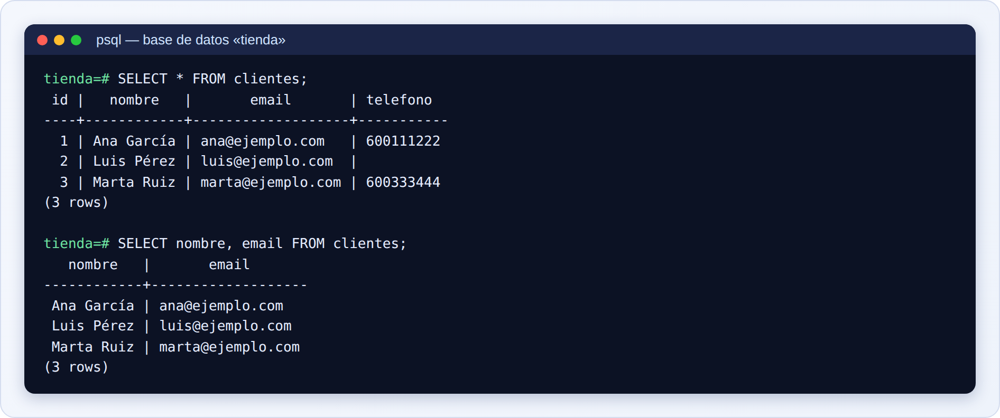 psql — base de datos «tienda»
tienda=# SELECT * FROM clientes;
 id |   nombre   |       email       | telefono
----+------------+-------------------+-----------
  1 | Ana García | ana@ejemplo.com   | 600111222
  2 | Luis Pérez | luis@ejemplo.com  |
  3 | Marta Ruiz | marta@ejemplo.com | 600333444
(3 rows)
tienda=# SELECT nombre, email FROM clientes;
   nombre   |       email
------------+-------------------
 Ana García | ana@ejemplo.com
 Luis Pérez | luis@ejemplo.com
 Marta Ruiz | marta@ejemplo.com
(3 rows)